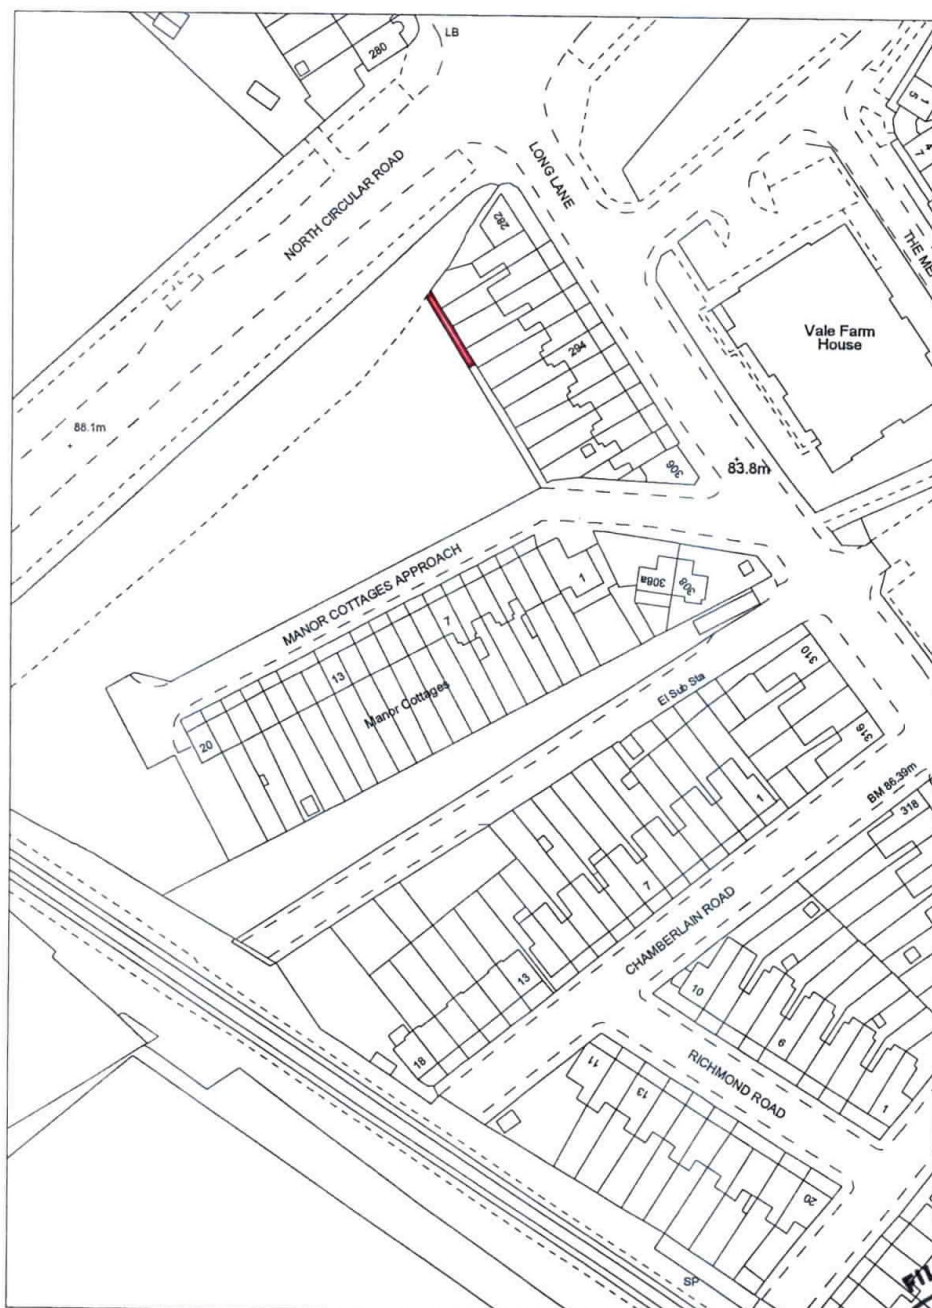 LB
280
15
47
NORTH CIRCULAR ROAD
LONG LANE
282
THE ME
Vale Farm
House
294
88.1m
83.8m
306
MANOR COTTAGES APPROACH
1
308a
308
7
13
Manor Cottages
20
310
El Sub Sta
316
BM 86.39m
318
1
7
CHAMBERLAIN ROAD
13
10
18
6
RICHMOND ROAD
11
13
1
20
SP